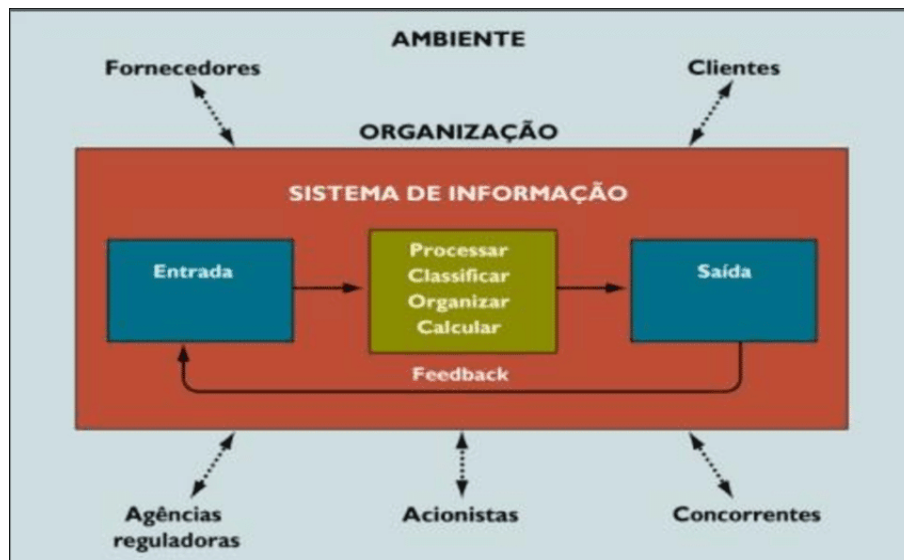 AMBIENTE
Fornecedores
Clientes
ORGANIZAÇÃO
SISTEMA DE INFORMAÇÃO
Entrada
Processar
Classificar
Organizar
Calcular
Saída
Feedback
Agências
reguladoras
Acionistas
Concorrentes